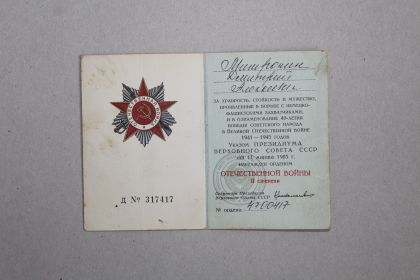 Д № 317417
Митрохин
Дмитрий
Алексеевич
ЗА ХРАБРОСТЬ, СТОЙКОСТЬ И МУЖЕСТВО,
ПРОЯВЛЕННЫЕ В БОРЬБЕ С НЕМЕЦКО-
ФАШИСТСКИМИ ЗАХВАТЧИКАМИ,
И В ОЗНАМЕНОВАНИЕ 40-ЛЕТИЯ
ПОБЕДЫ СОВЕТСКОГО НАРОДА
В ВЕЛИКОЙ ОТЕЧЕСТВЕННОЙ ВОЙНЕ
1941—1945 ГОДОВ
Указом ПРЕЗИДИУМА
ВЕРХОВНОГО СОВЕТА СССР
ОТ 11 МАРТА 1985 г.
НАГРАЖДЕН ОРДЕНОМ
ОТЕЧЕСТВЕННОЙ ВОЙНЫ
II степени
Секретарь Президиума
Верховного Совета СССР
№ ордена 4700417